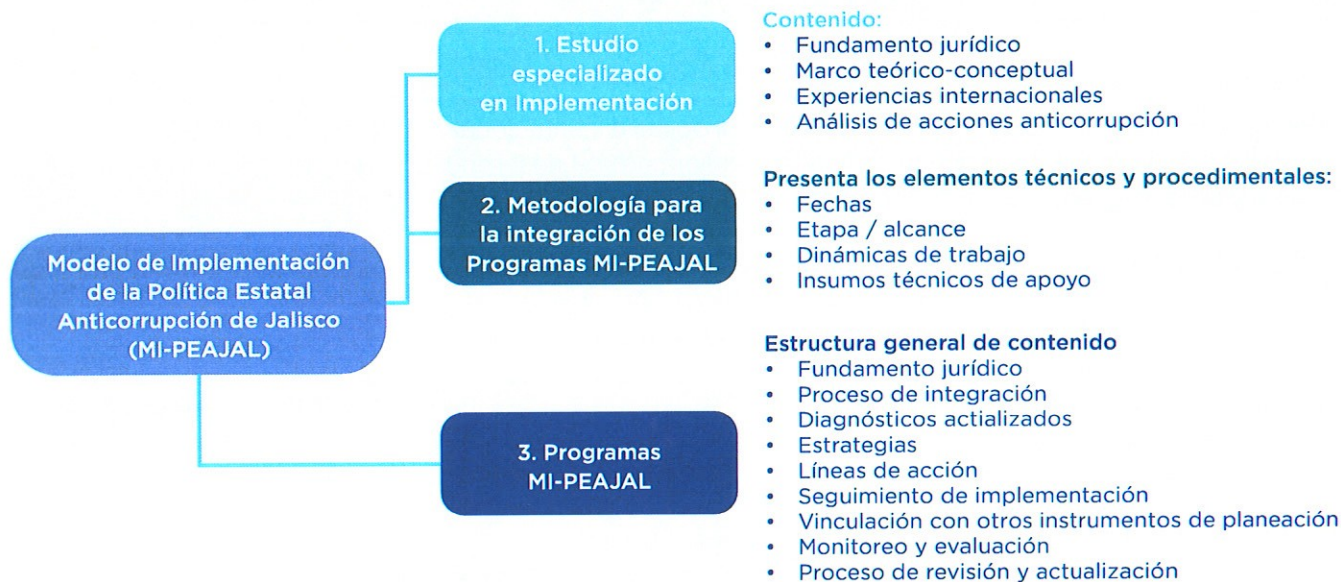 Modelo de Implementación
de la Política Estatal
Anticorrupción de Jalisco
(MI-PEAJAL)
1. Estudio
especializado
en Implementación
Contenido:
• Fundamento jurídico
• Marco teórico-conceptual
• Experiencias internacionales
• Análisis de acciones anticorrupción
2. Metodología para
la integración de los
Programas MI-PEAJAL
Presenta los elementos técnicos y procedimentales:
• Fechas
• Etapa / alcance
• Dinámicas de trabajo
• Insumos técnicos de apoyo
3. Programas
MI-PEAJAL
Estructura general de contenido
• Fundamento jurídico
• Proceso de integración
• Diagnósticos actializados
• Estrategias
• Líneas de acción
• Seguimiento de implementación
• Vinculación con otros instrumentos de planeación
• Monitoreo y evaluación
• Proceso de revisión y actualización